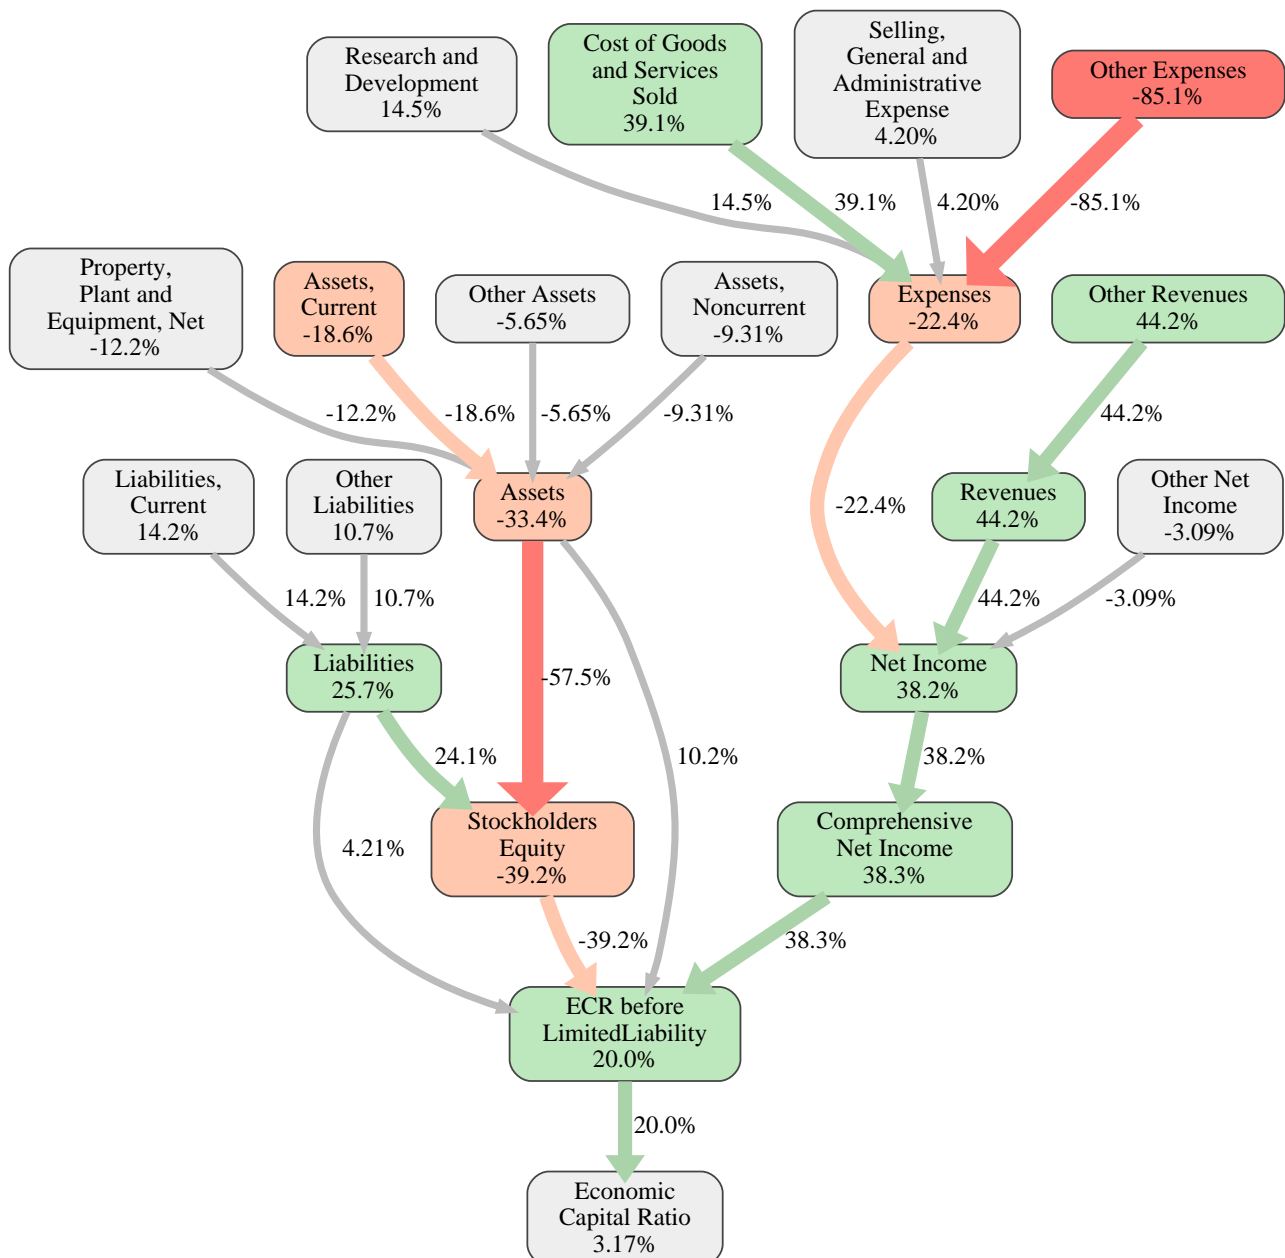 Research and
Development
14.5%
Cost of Goods
and Services
Sold
39.1%
Selling,
General and
Administrative
Expense
4.20%
Other Expenses
-85.1%
14.5%
39.1%
4.20%
-85.1%
Property,
Plant and
Equipment, Net
-12.2%
Assets,
Current
-18.6%
Other Assets
-5.65%
Assets,
Noncurrent
-9.31%
Expenses
-22.4%
Other Revenues
44.2%
-12.2%
-18.6%
-5.65%
-9.31%
44.2%
Liabilities,
Current
14.2%
Other
Liabilities
10.7%
Assets
-33.4%
-22.4%
Revenues
44.2%
Other Net
Income
-3.09%
14.2%
10.7%
44.2%
-3.09%
Liabilities
25.7%
-57.5%
Net Income
38.2%
24.1%
10.2%
38.2%
4.21%
Stockholders
Equity
-39.2%
Comprehensive
Net Income
38.3%
-39.2%
38.3%
ECR before
LimitedLiability
20.0%
20.0%
Economic
Capital Ratio
3.17%